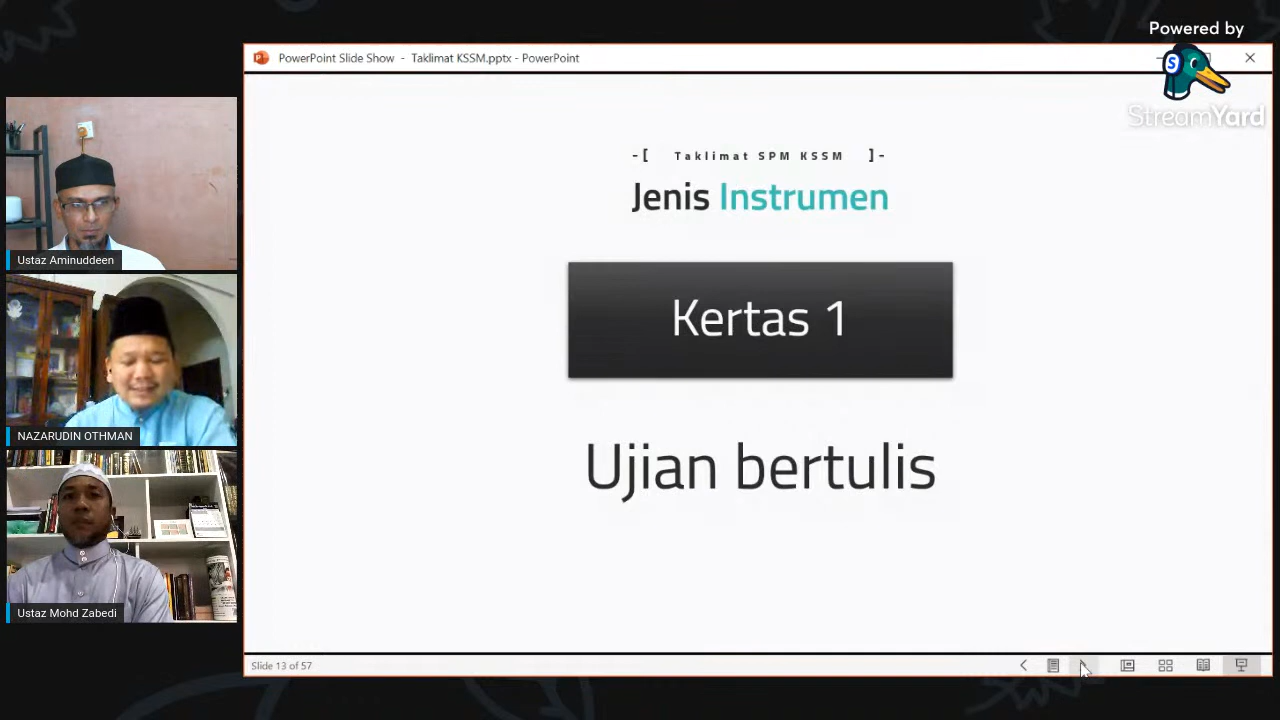 Powered by
StreamYard
PowerPoint Slide Show - Taklimat KSSM.pptx - PowerPoint
-[ Taklimat SPM KSSM ]-
Jenis Instrumen
Kertas 1
Ujian bertulis
Ustaz Aminuddeen
NAZARUDIN OTHMAN
Ustaz Mohd Zabedi
Slide 13 of 57